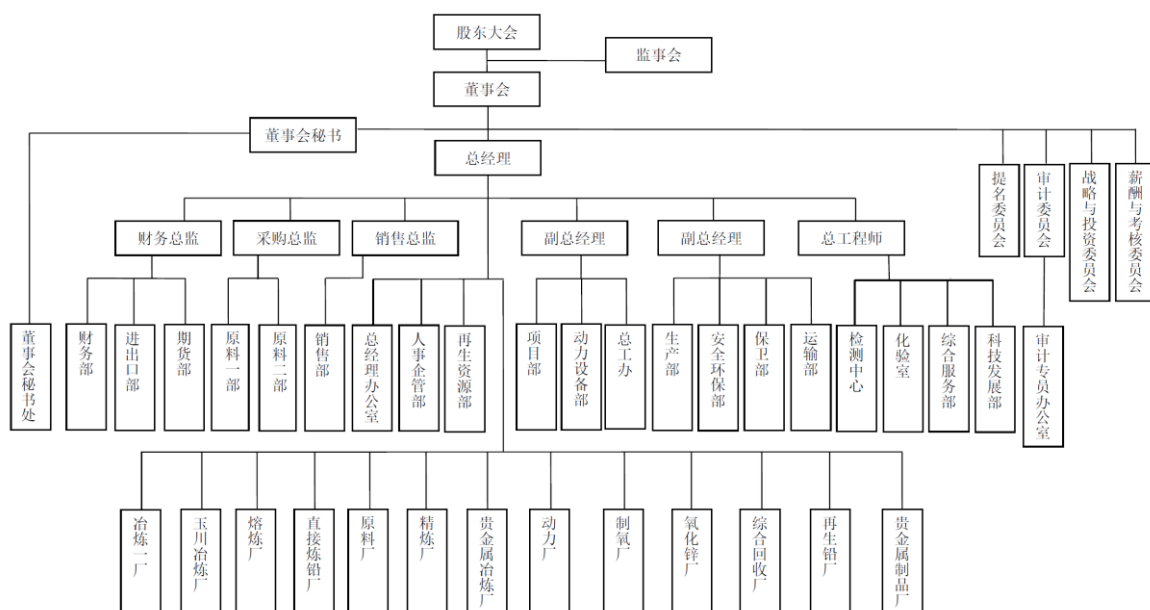 股东大会
监事会
董事会
董事会秘书
总经理
提名委员会
审计委员会
战略与投资委员会
薪酬与考核委员会
财务总监
采购总监
销售总监
副总经理
副总经理
总工程师
董事会秘书处
财务部
进出口部
期货部
原料一部
原料二部
销售部
总经理办公室
人事企管部
再生资源部
项目部
动力设备部
总工办
生产部
安全环保部
保卫部
运输部
检测中心
化验室
综合服务部
科技发展部
审计专员办公室
冶炼一厂
玉川冶炼厂
熔炼厂
直接炼铅厂
原料厂
精炼厂
贵金属冶炼厂
动力厂
制氧厂
氧化锌厂
综合回收厂
再生铅厂
贵金属制品厂